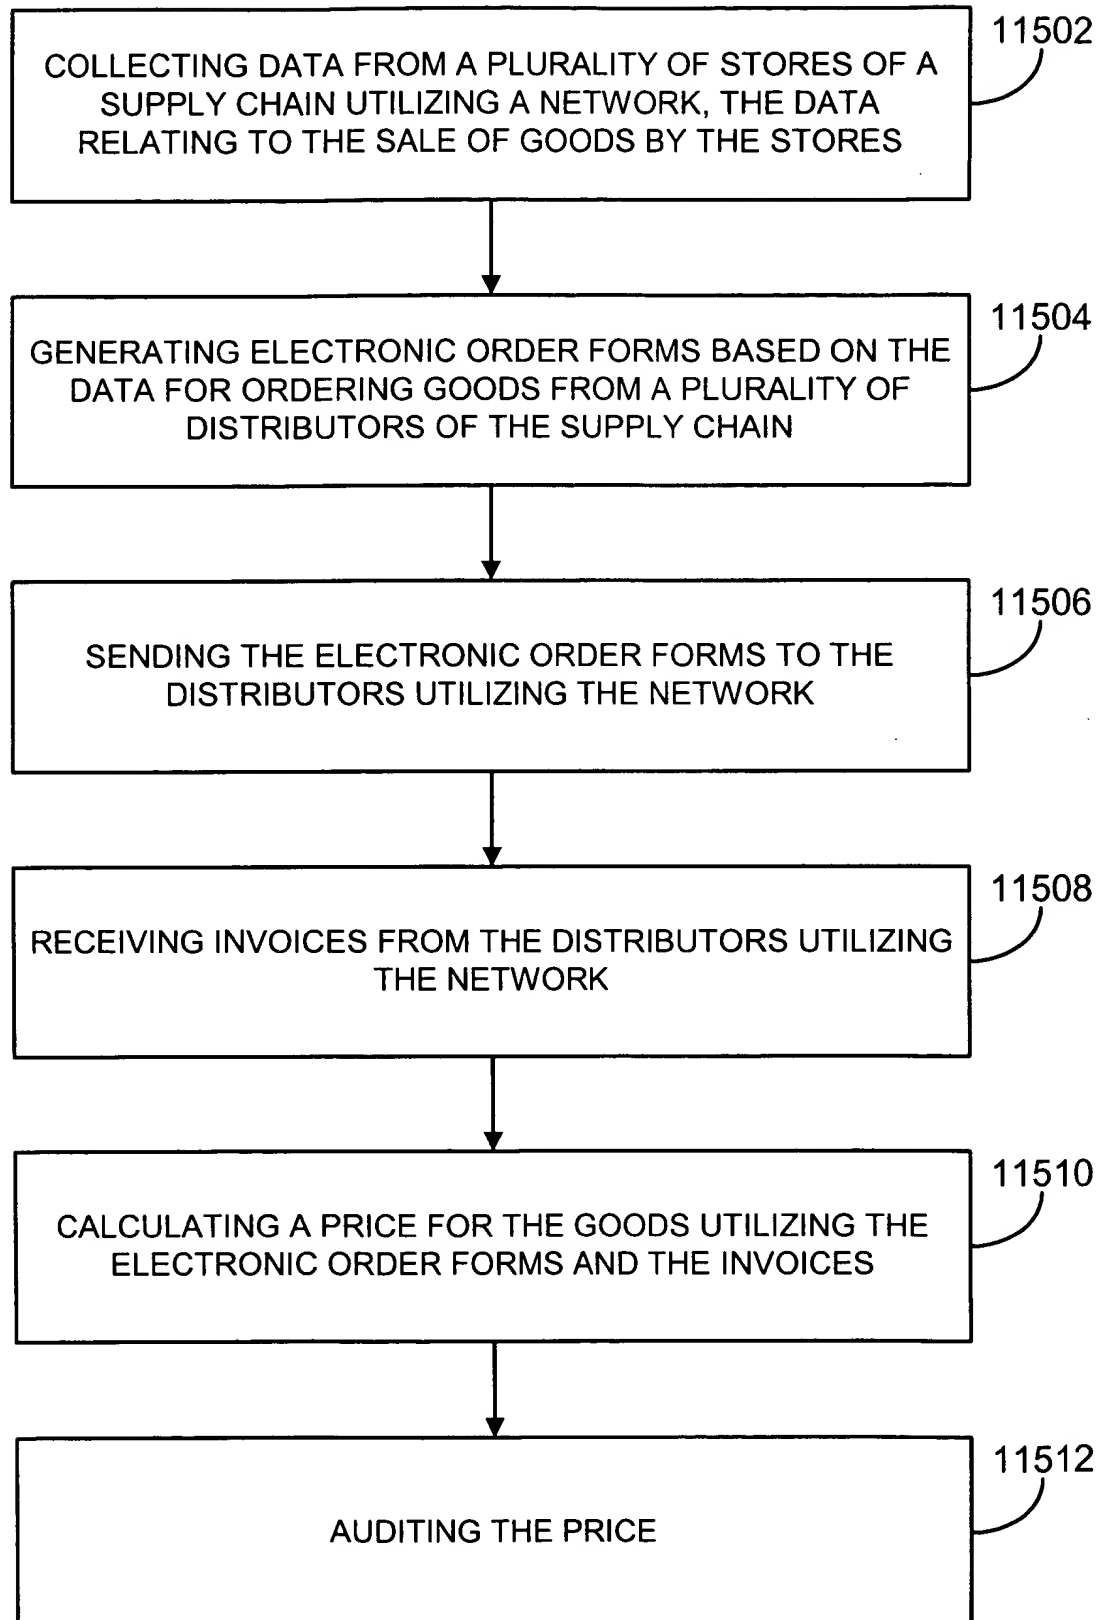 11502
COLLECTING DATA FROM A PLURALITY OF STORES OF A
SUPPLY CHAIN UTILIZING A NETWORK, THE DATA
RELATING TO THE SALE OF GOODS BY THE STORES
11504
GENERATING ELECTRONIC ORDER FORMS BASED ON THE
DATA FOR ORDERING GOODS FROM A PLURALITY OF
DISTRIBUTORS OF THE SUPPLY CHAIN
11506
SENDING THE ELECTRONIC ORDER FORMS TO THE
DISTRIBUTORS UTILIZING THE NETWORK
11508
RECEIVING INVOICES FROM THE DISTRIBUTORS UTILIZING
THE NETWORK
11510
CALCULATING A PRICE FOR THE GOODS UTILIZING THE
ELECTRONIC ORDER FORMS AND THE INVOICES
11512
AUDITING THE PRICE